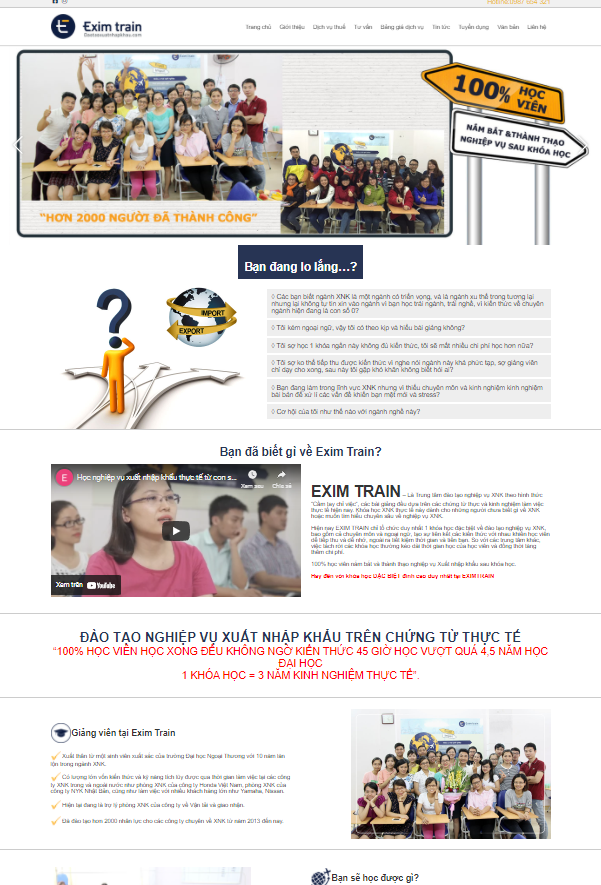 Hotline:0987 654 321
Exim train
Daotaoxuatnhapkhau.com
Trang chủ Giới thiệu Dịch vụ thuế Tư vấn Bảng giá dịch vụ Tin tức Tuyển dụng Văn bản Liên hệ
100% HỌC VIÊN
NẮM BẮT &THÀNH THẠO
NGHIỆP VỤ SAU KHÓA HỌC
"HƠN 2000 NGƯỜI ĐÃ THÀNH CÔNG"
Bạn đang lo lắng...?
IMPORT
EXPORT
◊ Các bạn biết ngành XNK là một ngành có triển vọng, và là ngành xu thế trong tương lai
nhưng lại không tự tin xin vào ngành vì bạn học trái ngành, trái nghề, vì kiến thức về chuyên
ngành hiện đang là con số 0?
◊ Tôi kém ngoại ngữ, vậy tôi có theo kịp và hiểu bài giảng không?
◊ Tôi sợ học 1 khóa ngắn này không đủ kiến thức, tôi sẽ mất nhiều chi phí học hơn nữa?
◊ Tôi sợ ko thể tiếp thu được kiến thức vì nghe nói ngành này khá phức tạp, sợ giảng viên
chỉ dạy cho xong, sau này tôi gặp khó khăn không biết hỏi ai?
◊ Bạn đang làm trong lĩnh vực XNK nhưng vì thiếu chuyên môn và kinh nghiệm kinh nghiệm
bài bản để xử lí các vấn đề khiến bạn mệt mỏi và stress?
◊ Cơ hội của tôi như thế nào với ngành nghề này?
Bạn đã biết gì về Exim Train?
E Học nghiệp vụ xuất nhập khẩu thực tế từ con s...
Xem sau Chia sẻ
Xem trên YouTube
EXIM TRAIN – Là Trung tâm đào tạo nghiệp vụ XNK theo hình thức
"Cầm tay chỉ việc", các bài giảng đều dựa trên các chứng từ thực và kinh nghiệm làm việc
thực tế hiện nay. Khóa học XNK thực tế này dành cho những người chưa biết gì về XNK
hoặc muốn tìm hiểu chuyên sâu về nghiệp vụ XNK.
Hiện nay EXIM TRAIN chỉ tổ chức duy nhất 1 khóa học đặc biệt về đào tạo nghiệp vụ XNK,
bao gồm cả chuyên môn và ngoại ngữ, tạo sự liên kết các kiến thức với nhau khiến học viên
dễ tiếp thu và dễ nhớ, ngoài ra tiết kiệm thời gian và tiền bạn. So với các trung tâm khác,
việc tách rời các khóa học thường kéo dài thời gian học của học viên và đồng thời tăng
thêm chi phí.
100% học viên nắm bắt và thành thạo nghiệp vụ Xuất nhập khẩu sau khóa học.
Hãy đến với khóa học ĐẶC BIỆT đỉnh cao duy nhất tại EXIMTRAIN
ĐÀO TẠO NGHIỆP VỤ XUẤT NHẬP KHẨU TRÊN CHỨNG TỪ THỰC TẾ
"100% HỌC VIÊN HỌC XONG ĐỀU KHÔNG NGỜ KIẾN THỨC 45 GIỜ HỌC VƯỢT QUÁ 4,5 NĂM HỌC
ĐẠI HỌC
1 KHÓA HỌC = 3 NĂM KINH NGHIỆM THỰC TẾ".
Giảng viên tại Exim Train
Xuất thân từ một sinh viên xuất sắc của trường Đại học Ngoại Thương với 10 năm lăn
lộn trong ngành XNK.
Có lượng lớn vốn kiến thức và kỹ năng tích lũy được qua thời gian làm việc tại các công
ty XNK trong và ngoài nước như phòng XNK của công ty Honda Việt Nam, phòng XNK của
công ty NYK Nhật Bản, cũng như làm việc với nhiều khách hàng lớn như Yamaha, Nissan.
Hiện tại đang là trợ lý phòng XNK của công ty về Vận tải và giao nhận.
Đã đào tạo hơn 2000 nhân lực cho các công ty chuyên về XNK từ năm 2013 đến nay.
Bạn sẽ học được gì?